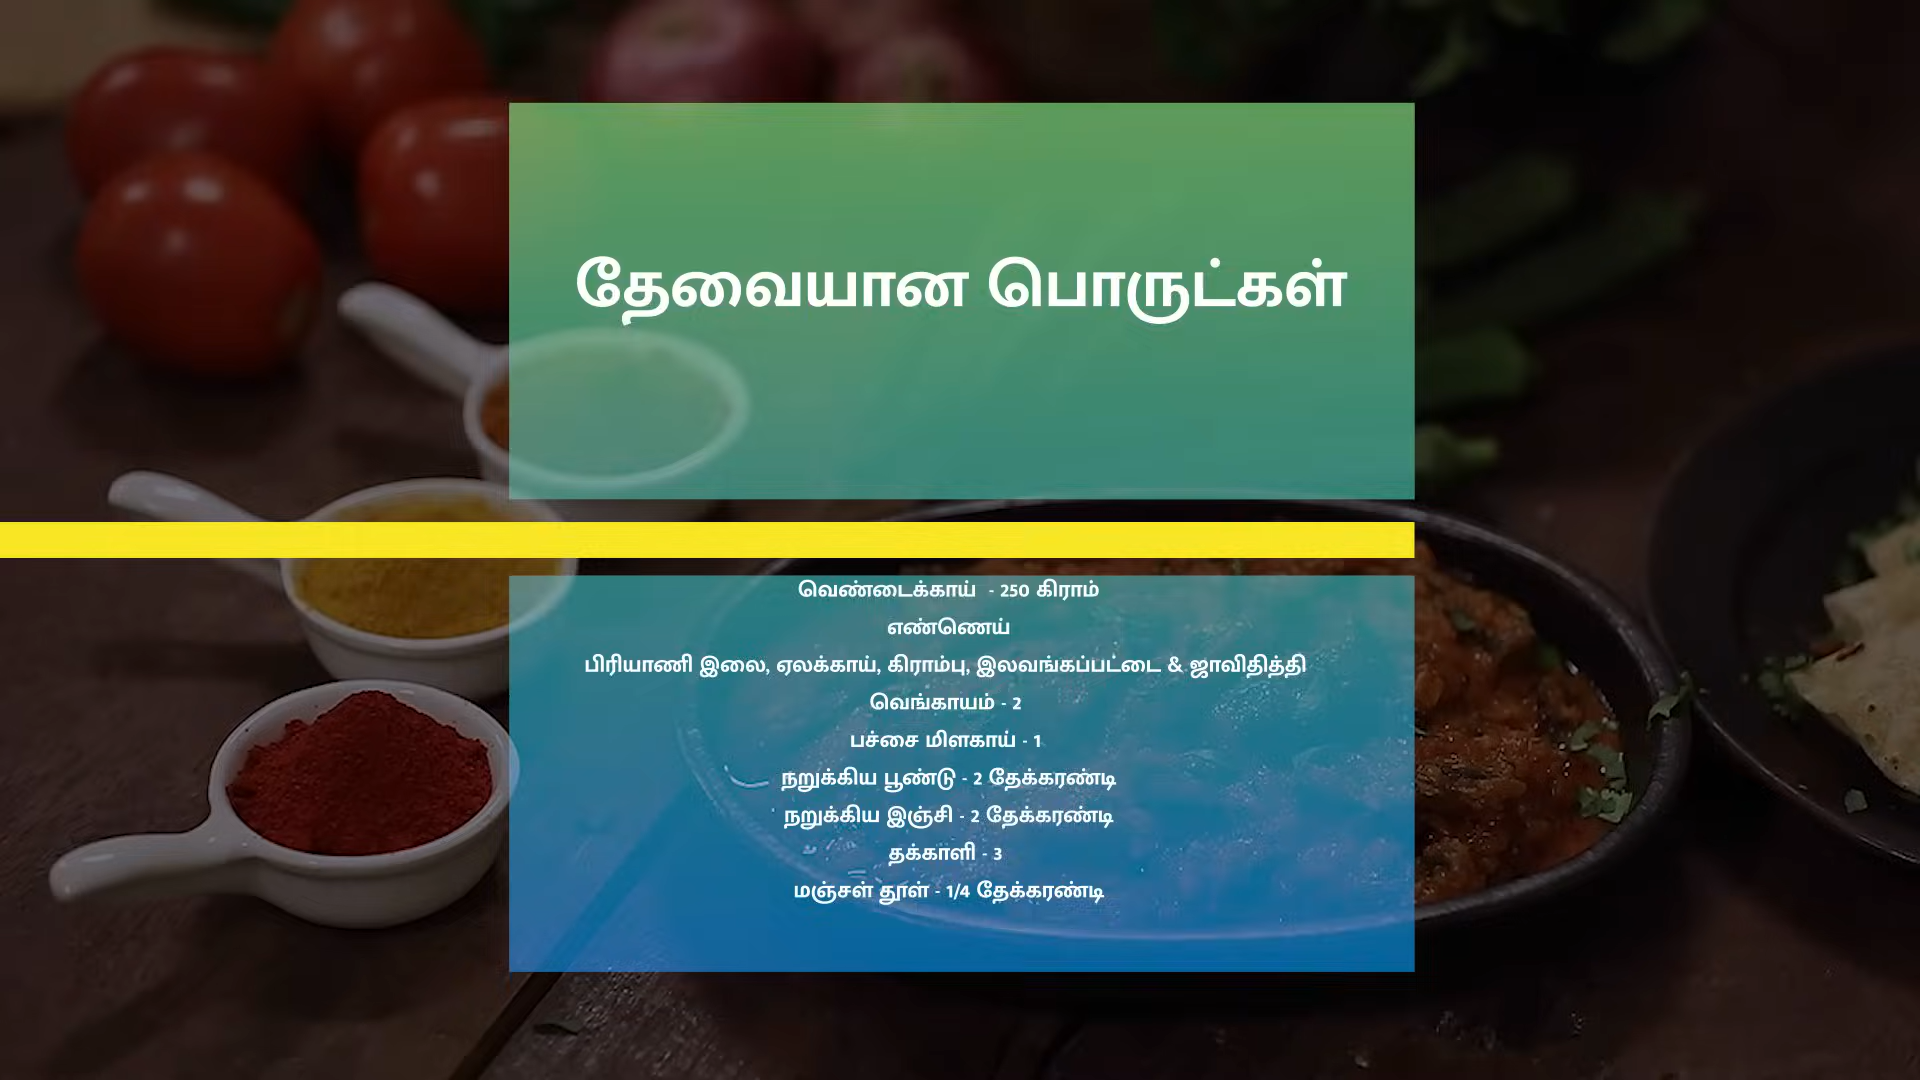 தேவையான பொருட்கள்
வெண்டைக்காய் - 250 கிராம்
எண்ணெய்
பிரியாணி இலை, ஏலக்காய், கிராம்பு, இலவங்கப்பட்டை & ஜாவிதித்தி
வெங்காயம் - 2
பச்சை மிளகாய் - 1
நறுக்கிய பூண்டு - 2 தேக்கரண்டி
நறுக்கிய இஞ்சி - 2 தேக்கரண்டி
தக்காளி - 3
மஞ்சள் தூள் - 1/4 தேக்கரண்டி